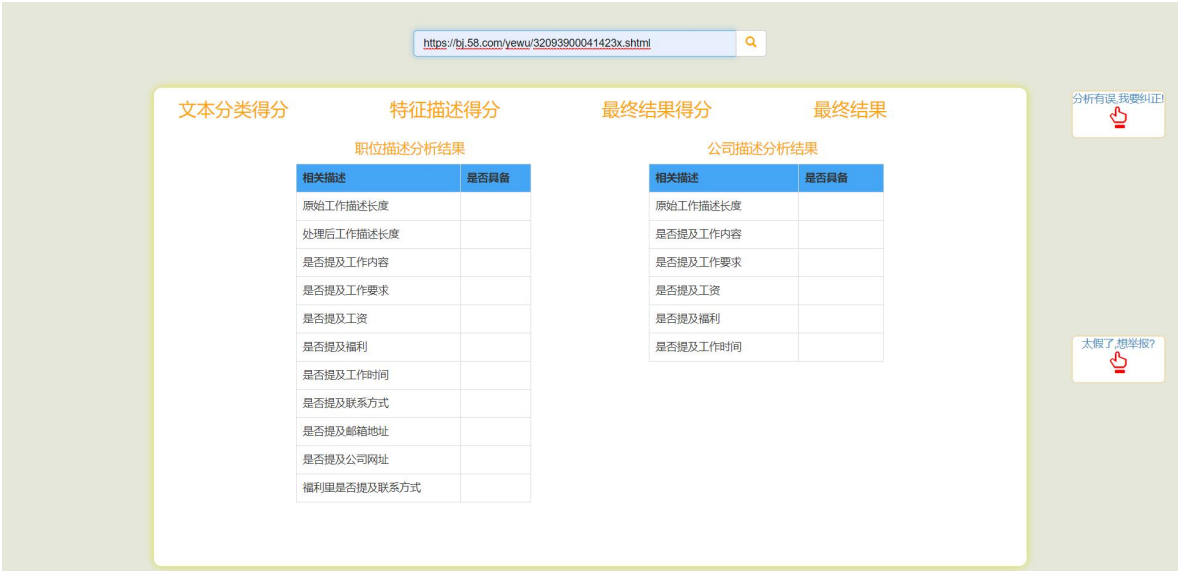 https://bj.58.com/yewu/32093900041423x.shtml
文本分类得分 特征描述得分 最终结果得分 最终结果
分析有误,我要纠正!
职位描述分析结果
相关描述 是否具备
原始工作描述长度
处理后工作描述长度
是否提及工作内容
是否提及工作要求
是否提及工资
是否提及福利
是否提及工作时间
是否提及联系方式
是否提及邮箱地址
是否提及公司网址
福利里是否提及联系方式
公司描述分析结果
相关描述 是否具备
原始工作描述长度
是否提及工作内容
是否提及工作要求
是否提及工资
是否提及福利
是否提及工作时间
太假了,想举报?